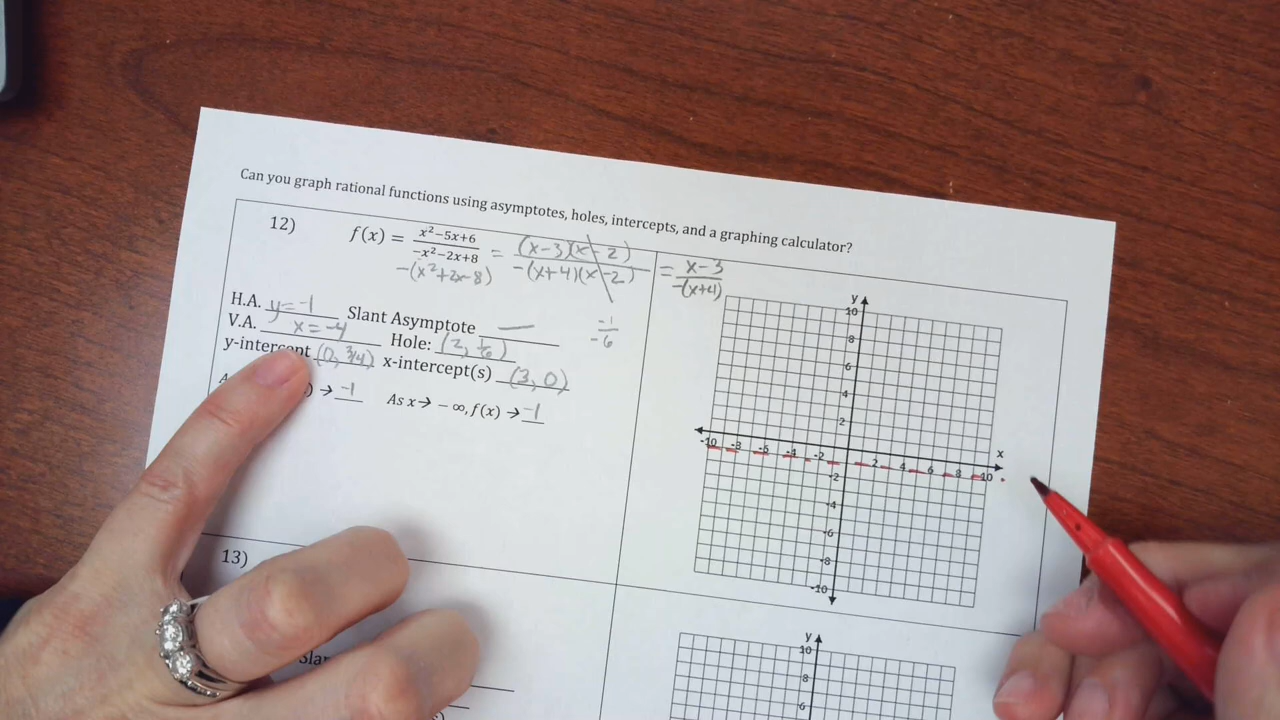 Can you graph rational functions using asymptotes, holes, intercepts, and a graphing calculator?
12) f(x) = x²−5x+6 / −x²−2x+8 = (x−3)(x−2) / −(x+4)(x−2) = x−3 / −(x+4)
−(x²+2x−8)
H.A. y=−1 Slant Asymptote —
−1 / −6
V.A. x=−4 Hole: (2, 1/6)
y-intercept (0, 3/4) x-intercept(s) (3, 0)
) → −1 As x → − ∞, f(x) → −1
y
10
8
6
4
2
x
-10 -8 -6 -4 -2 2 4 6 8 10
-2
-4
-6
-8
-10
13)
y
10
8
6